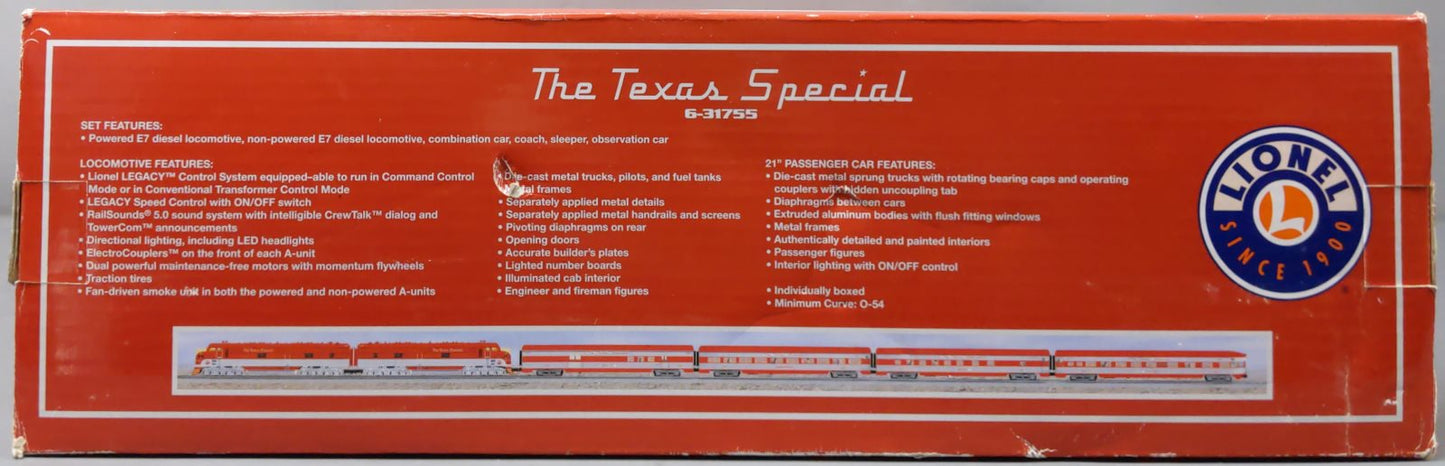 The Texas Special
6-31755
SET FEATURES:
• Powered E7 diesel locomotive, non-powered E7 diesel locomotive, combination car, coach, sleeper, observation car
LOCOMOTIVE FEATURES:
• Lionel LEGACY™ Control System equipped–able to run in Command Control
Mode or in Conventional Transformer Control Mode
• LEGACY Speed Control with ON/OFF switch
• RailSounds® 5.0 sound system with intelligible CrewTalk™ dialog and
TowerCom™ announcements
• Directional lighting, including LED headlights
• ElectroCouplers™ on the front of each A-unit
• Dual powerful maintenance-free motors with momentum flywheels
• Traction tires
• Fan-driven smoke unit in both the powered and non-powered A-units
Die-cast metal trucks, pilots, and fuel tanks
Metal frames
• Separately applied metal details
• Separately applied metal handrails and screens
• Pivoting diaphragms on rear
• Opening doors
• Accurate builder's plates
• Lighted number boards
• Illuminated cab interior
• Engineer and fireman figures
21" PASSENGER CAR FEATURES:
• Die-cast metal sprung trucks with rotating bearing caps and operating
couplers with hidden uncoupling tab
• Diaphragms between cars
• Extruded aluminum bodies with flush fitting windows
• Metal frames
• Authentically detailed and painted interiors
• Passenger figures
• Interior lighting with ON/OFF control
• Individually boxed
• Minimum Curve: O-54
LIONEL
L
SINCE 1900
®